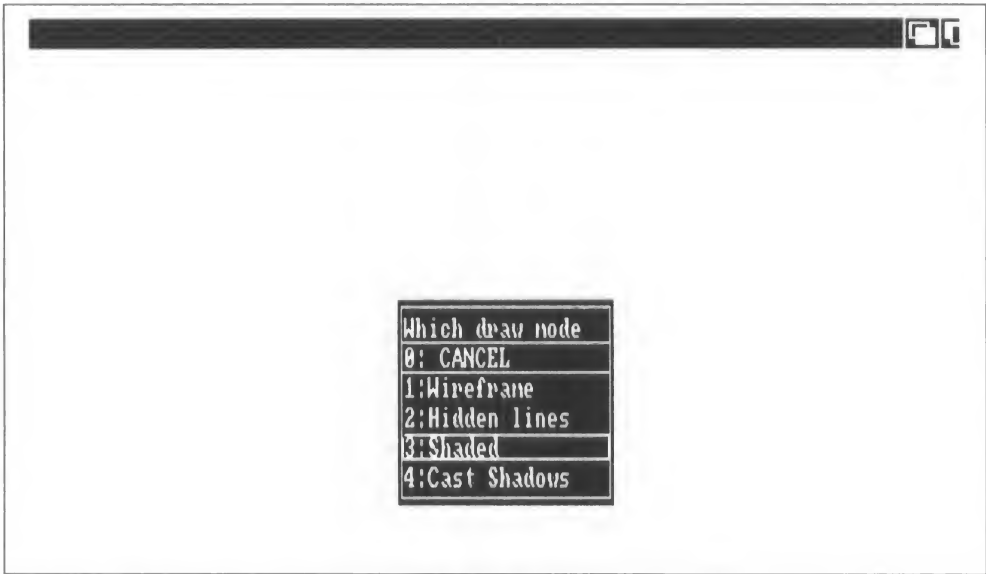 Which draw mode
0: CANCEL
1:Wireframe
2:Hidden lines
3:Shaded
4:Cast Shadows